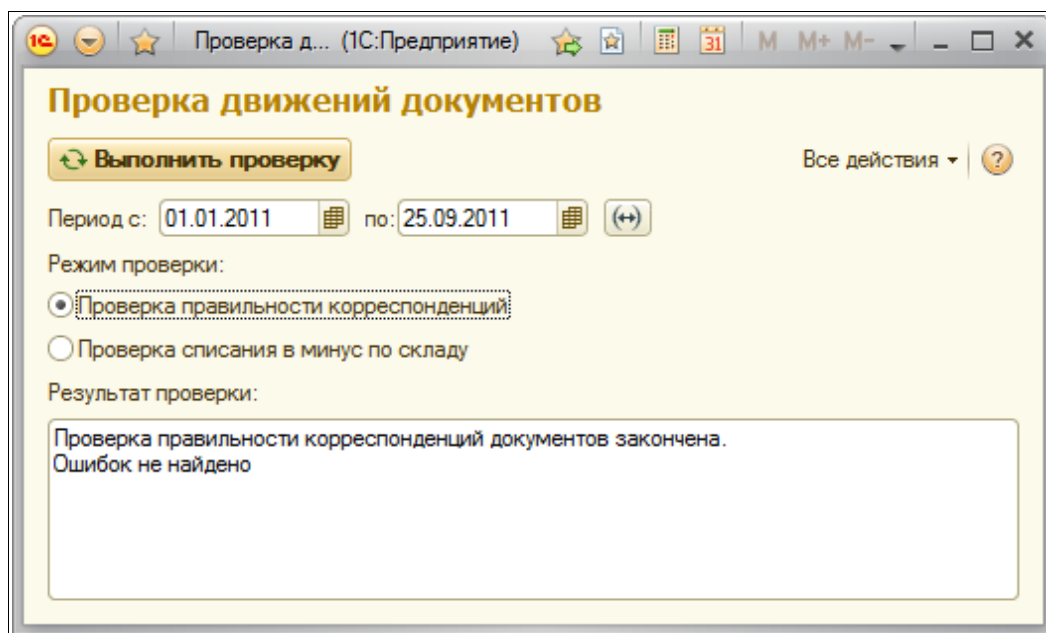 1С Проверка д... (1С:Предприятие) 31 M M+ M-
Проверка движений документов
Выполнить проверку Все действия ?
Период с: 01.01.2011 по: 25.09.2011
Режим проверки:
Проверка правильности корреспонденций
Проверка списания в минус по складу
Результат проверки:
Проверка правильности корреспонденций документов закончена.
Ошибок не найдено